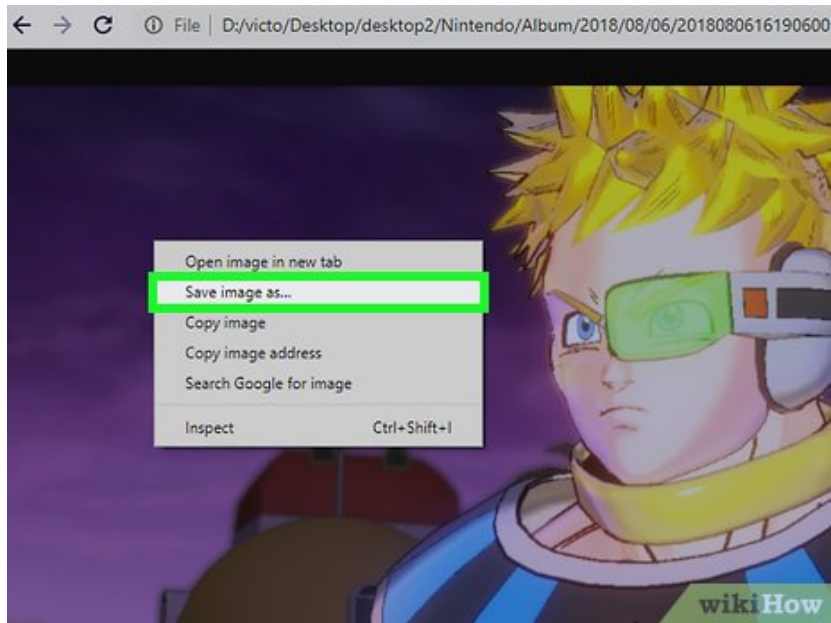 File | D:/victo/Desktop/desktop2/Nintendo/Album/2018/08/06/2018080616190600
Open image in new tab
Save image as...
Copy image
Copy image address
Search Google for image
Inspect Ctrl+Shift+I
wikiHow